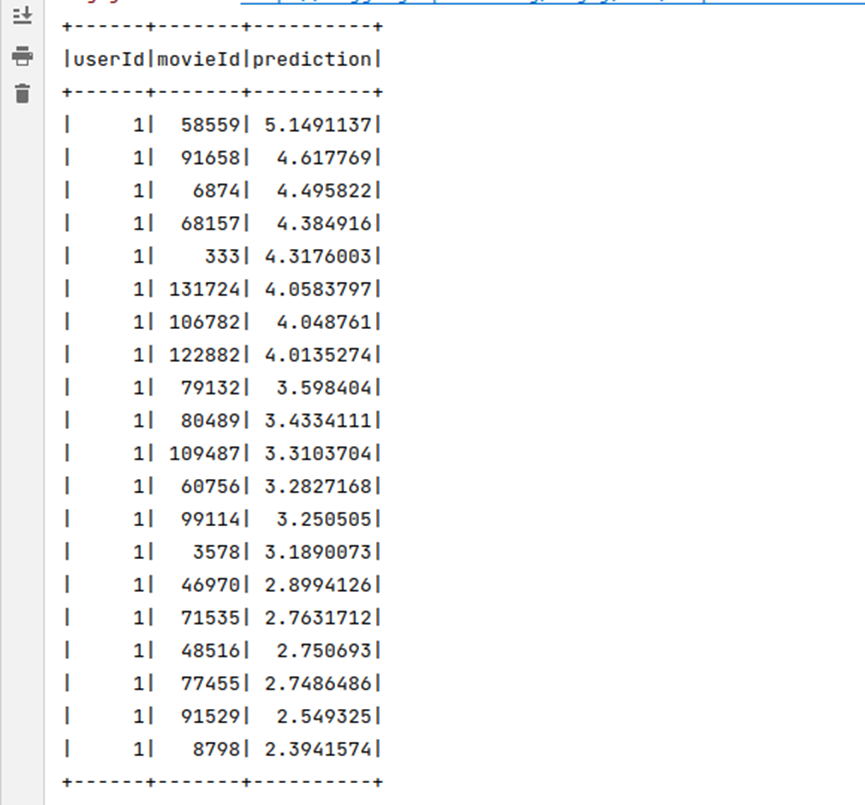 +------+-------+----------+
|userId|movieId|prediction|
+------+-------+----------+
|     1|  58559| 5.1491137|
|     1|  91658|  4.617769|
|     1|   6874|  4.495822|
|     1|  68157|  4.384916|
|     1|    333| 4.3176003|
|     1| 131724| 4.0583797|
|     1| 106782|  4.048761|
|     1| 122882| 4.0135274|
|     1|  79132|  3.598404|
|     1|  80489| 3.4334111|
|     1| 109487| 3.3103704|
|     1|  60756| 3.2827168|
|     1|  99114|  3.250505|
|     1|   3578| 3.1890073|
|     1|  46970| 2.8994126|
|     1|  71535| 2.7631712|
|     1|  48516|  2.750693|
|     1|  77455| 2.7486486|
|     1|  91529|  2.549325|
|     1|   8798| 2.3941574|
+------+-------+----------+